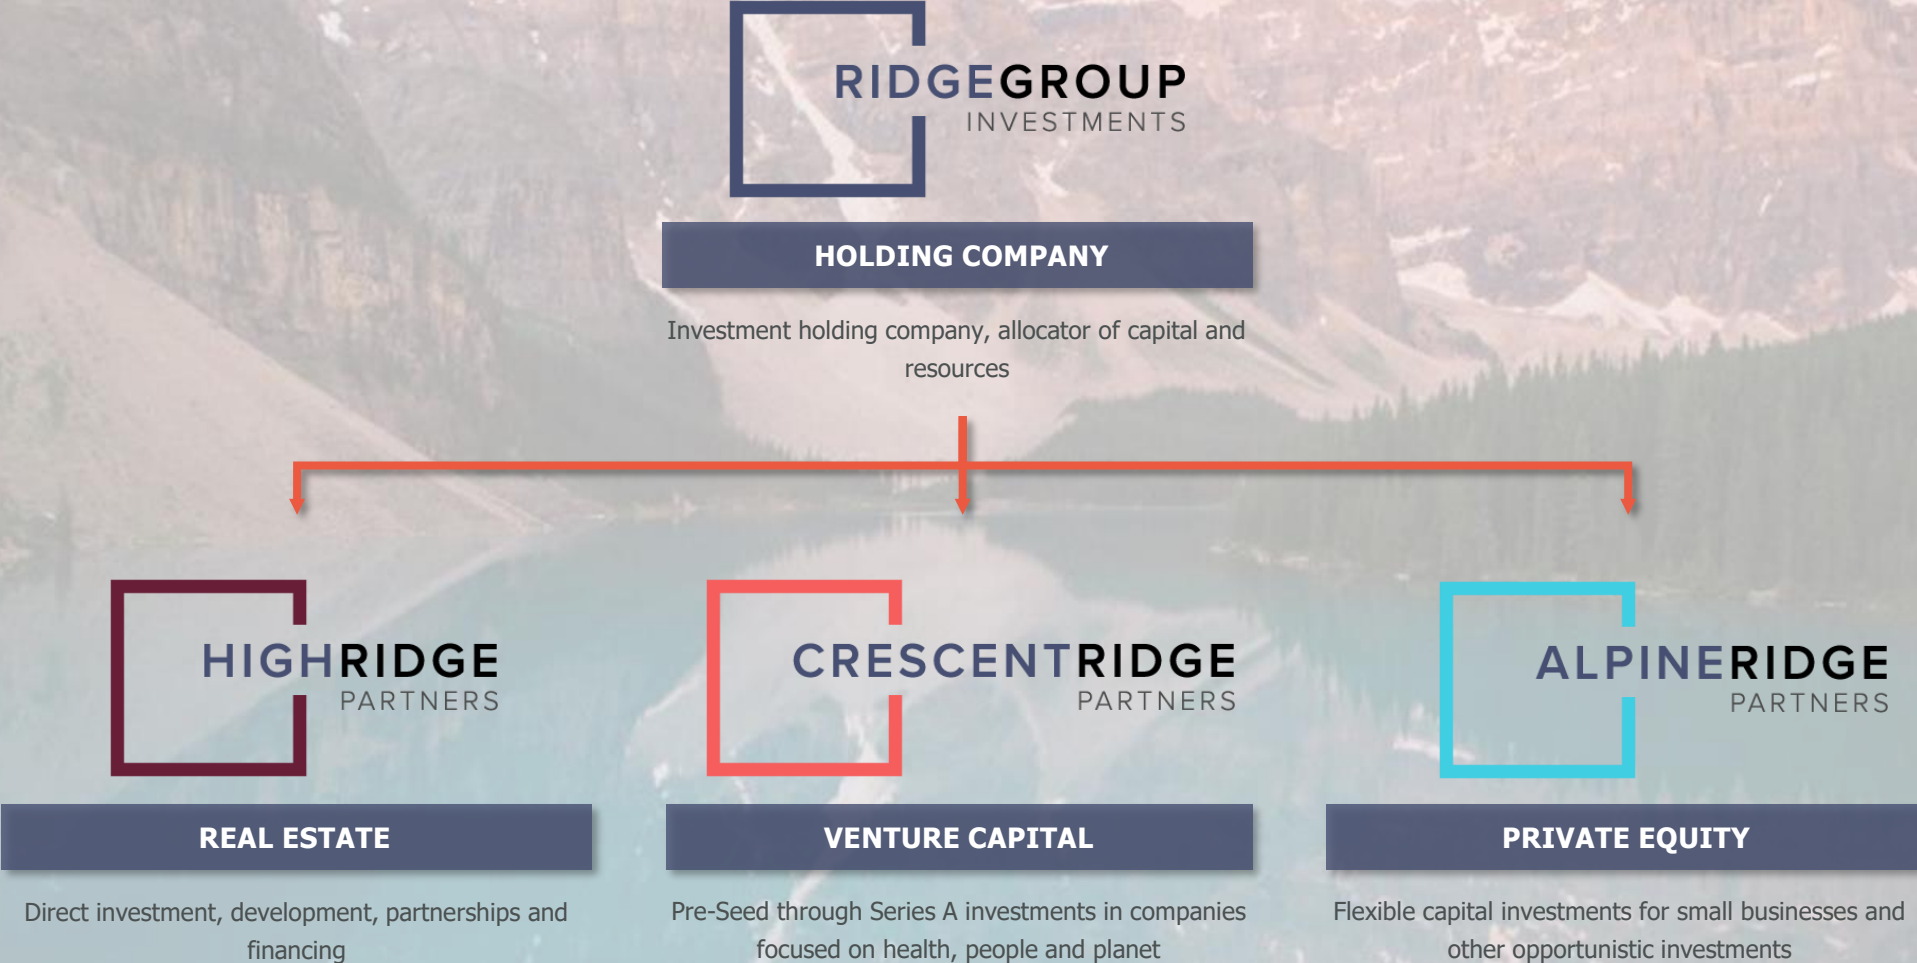 RIDGEGROUP
INVESTMENTS
HOLDING COMPANY
Investment holding company, allocator of capital and
resources
HIGHRIDGE
PARTNERS
CRESCENTRIDGE
PARTNERS
ALPINERIDGE
PARTNERS
REAL ESTATE
VENTURE CAPITAL
PRIVATE EQUITY
Direct investment, development, partnerships and
financing
Pre-Seed through Series A investments in companies
focused on health, people and planet
Flexible capital investments for small businesses and
other opportunistic investments